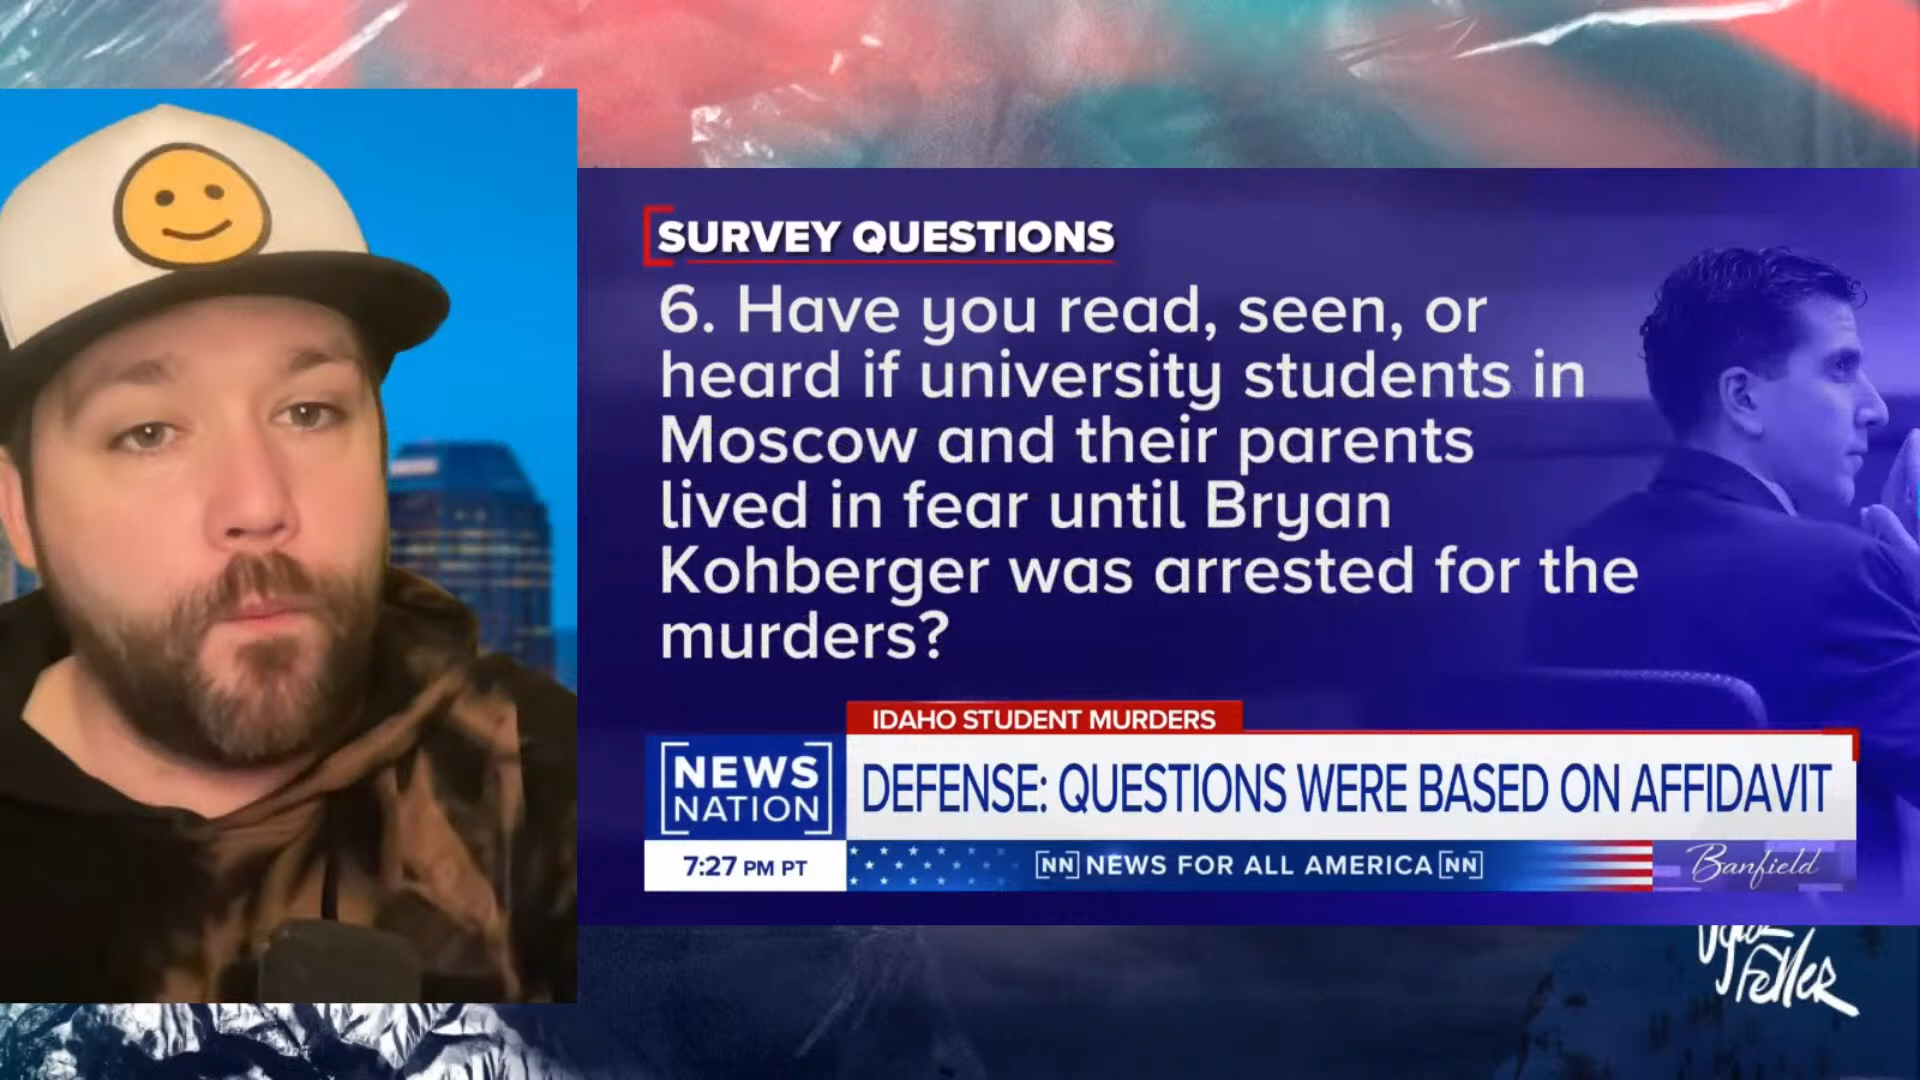 SURVEY QUESTIONS
6. Have you read, seen, or
heard if university students in
Moscow and their parents
lived in fear until Bryan
Kohberger was arrested for the
murders?
IDAHO STUDENT MURDERS
NEWS
NATION
DEFENSE: QUESTIONS WERE BASED ON AFFIDAVIT
7:27 PM PT
NN NEWS FOR ALL AMERICA NN
Banfield
Feller